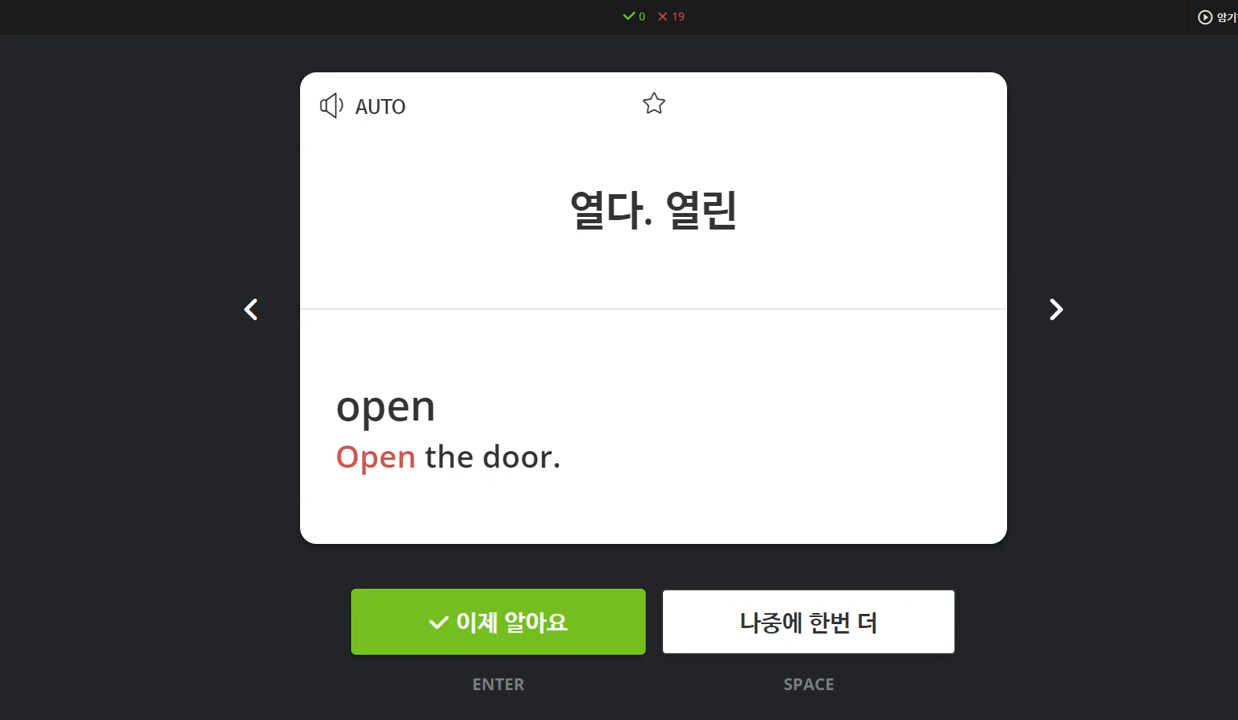 0 19
암기
AUTO
열다. 열린
open
Open the door.
이제 알아요
나중에 한번 더
ENTER
SPACE